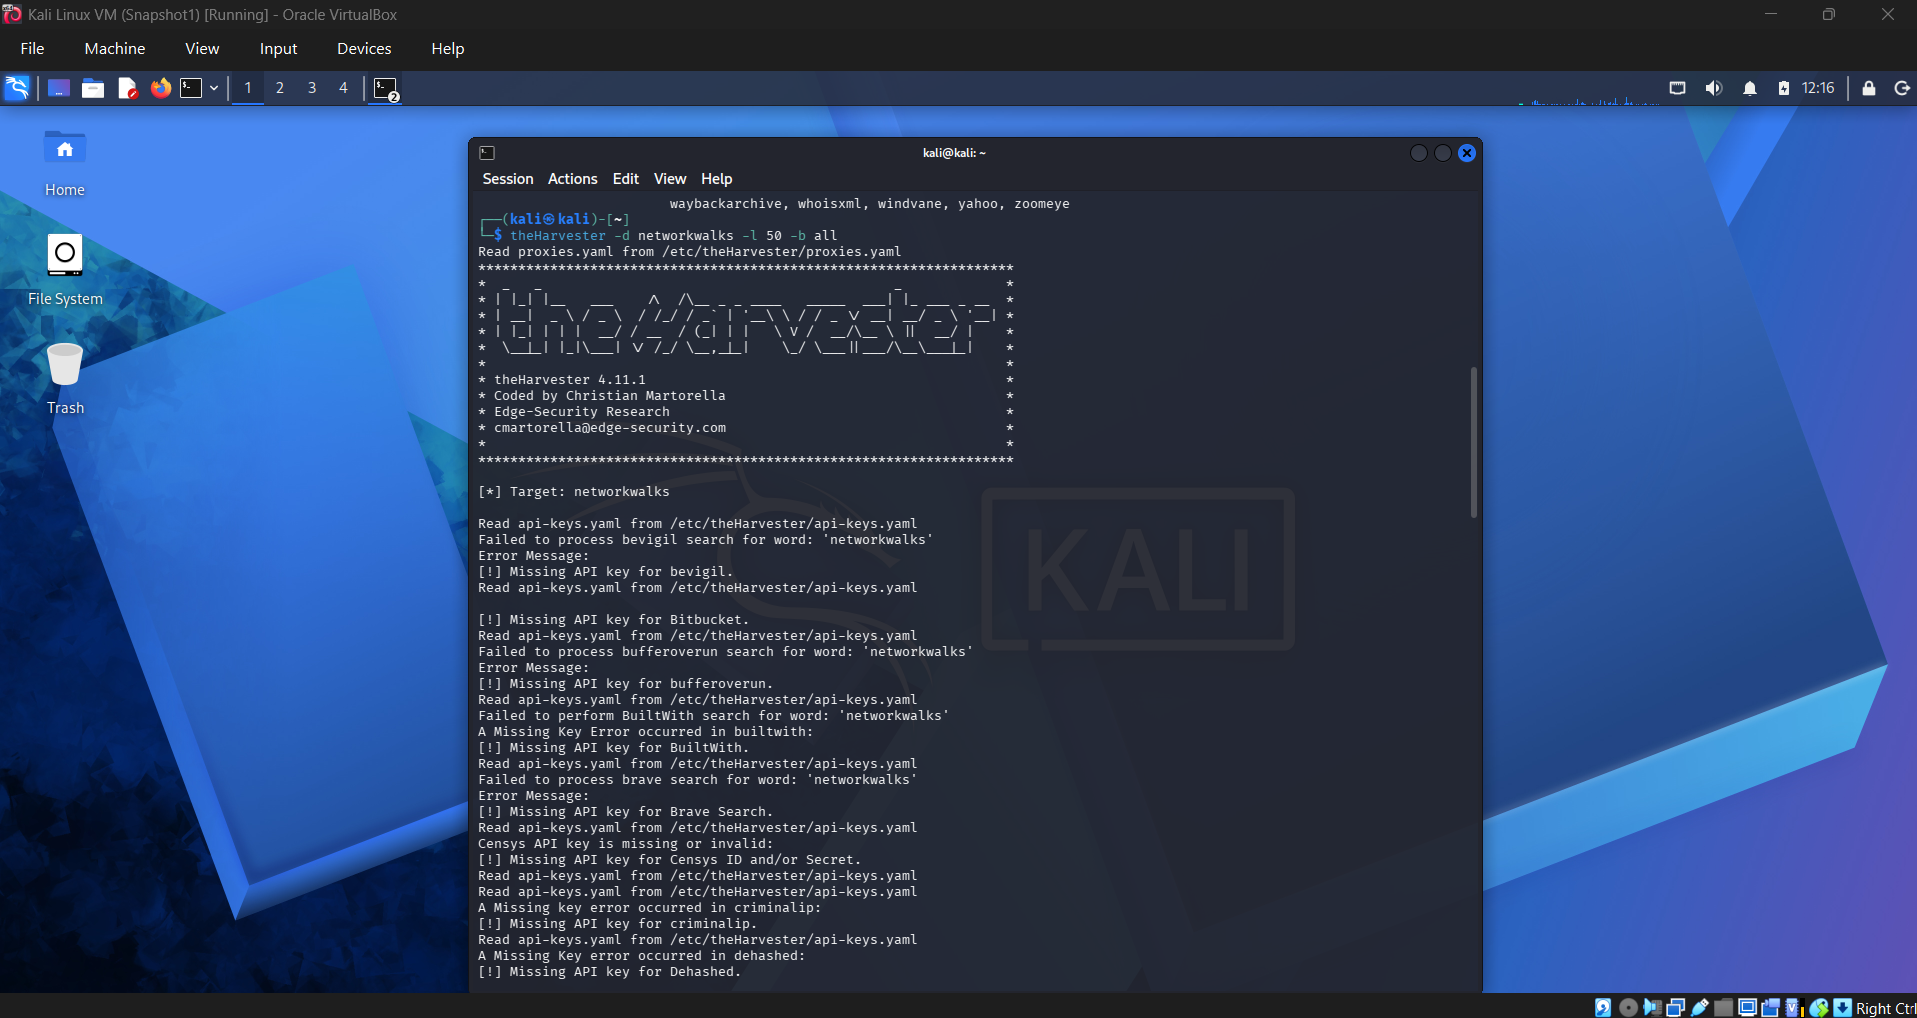 Kali Linux VM (Snapshot1) [Running] - Oracle VirtualBox
File Machine View Input Devices Help
1 2 3 4 2 12:16
Home
File System
Trash
kali@kali: ~
Session Actions Edit View Help
waybackarchive, whoisxml, windvane, yahoo, zoomeye
┌──(kali㉿kali)-[~]
└─$ theHarvester -d networkwalks -l 50 -b all
Read proxies.yaml from /etc/theHarvester/proxies.yaml
*******************************************************************
theHarvester
* theHarvester 4.11.1 *
* Coded by Christian Martorella *
* Edge-Security Research *
* cmartorella@edge-security.com *
* *
*******************************************************************
[*] Target: networkwalks
Read api-keys.yaml from /etc/theHarvester/api-keys.yaml
Failed to process bevigil search for word: 'networkwalks'
Error Message:
[!] Missing API key for bevigil.
Read api-keys.yaml from /etc/theHarvester/api-keys.yaml
[!] Missing API key for Bitbucket.
Read api-keys.yaml from /etc/theHarvester/api-keys.yaml
Failed to process bufferoverun search for word: 'networkwalks'
Error Message:
[!] Missing API key for bufferoverun.
Read api-keys.yaml from /etc/theHarvester/api-keys.yaml
Failed to perform BuiltWith search for word: 'networkwalks'
A Missing Key Error occurred in builtwith:
[!] Missing API key for BuiltWith.
Read api-keys.yaml from /etc/theHarvester/api-keys.yaml
Failed to process brave search for word: 'networkwalks'
Error Message:
[!] Missing API key for Brave Search.
Read api-keys.yaml from /etc/theHarvester/api-keys.yaml
Censys API key is missing or invalid:
[!] Missing API key for Censys ID and/or Secret.
Read api-keys.yaml from /etc/theHarvester/api-keys.yaml
Read api-keys.yaml from /etc/theHarvester/api-keys.yaml
A Missing key error occurred in criminalip:
[!] Missing API key for criminalip.
Read api-keys.yaml from /etc/theHarvester/api-keys.yaml
A Missing Key error occurred in dehashed:
[!] Missing API key for Dehashed.
KALI
Right Ctrl